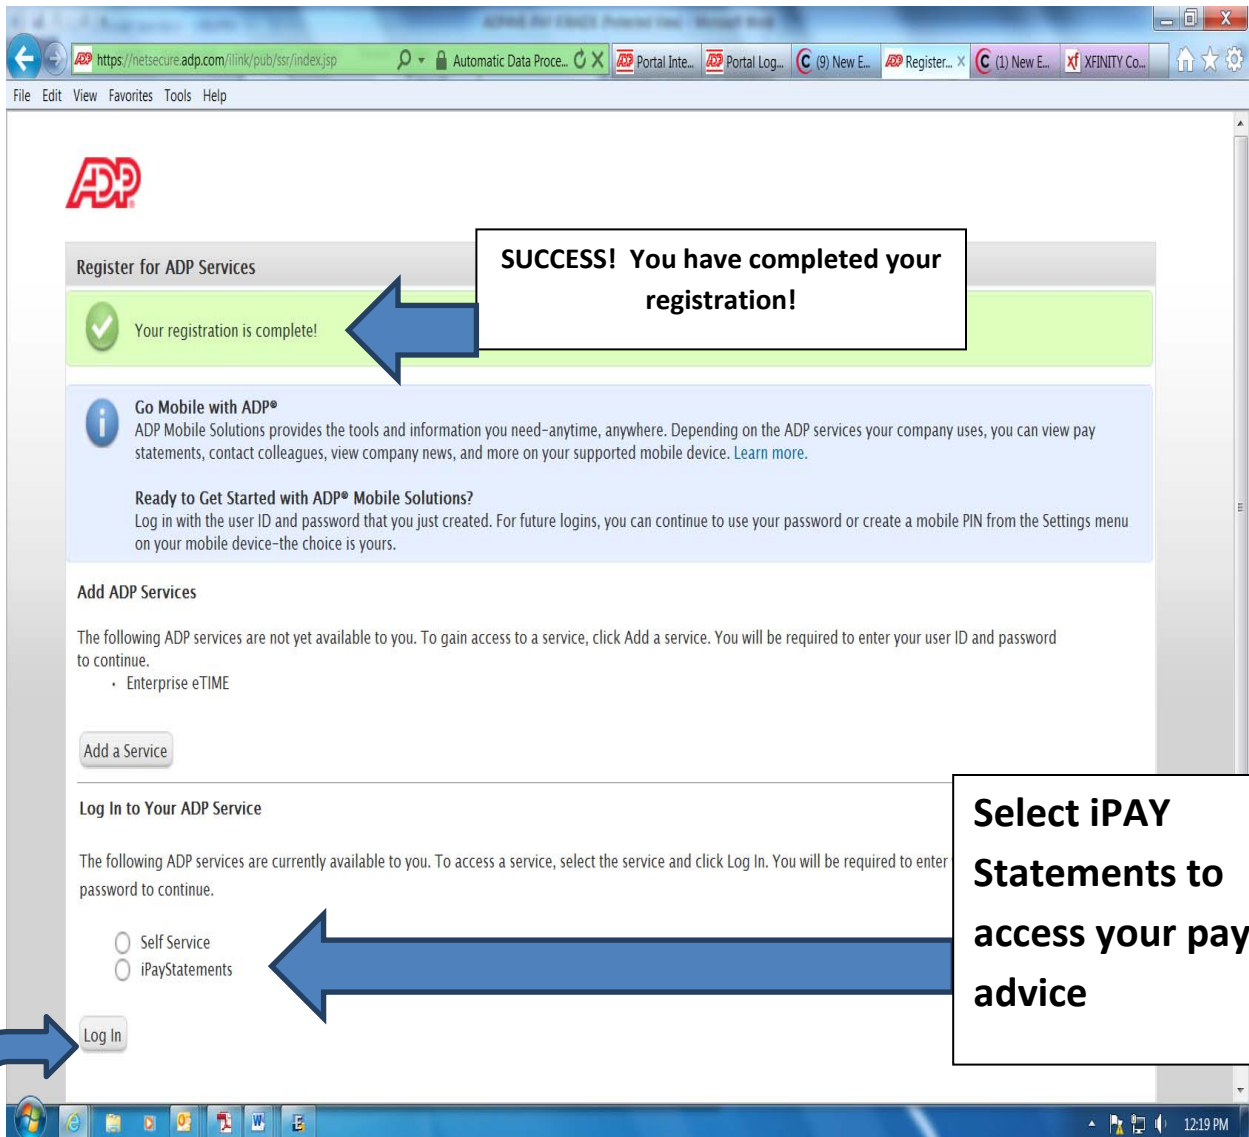 https://netsecure.adp.com/ilink/pub/ssr/index.jsp
Automatic Data Proce...
Portal Inte...
Portal Log...
(9) New E...
Register...
(1) New E...
XFINITY Co...
File Edit View Favorites Tools Help
ADP
Register for ADP Services
SUCCESS! You have completed your
registration!
Your registration is complete!
Go Mobile with ADP®
ADP Mobile Solutions provides the tools and information you need-anytime, anywhere. Depending on the ADP services your company uses, you can view pay
statements, contact colleagues, view company news, and more on your supported mobile device. Learn more.
Ready to Get Started with ADP® Mobile Solutions?
Log in with the user ID and password that you just created. For future logins, you can continue to use your password or create a mobile PIN from the Settings menu
on your mobile device-the choice is yours.
Add ADP Services
The following ADP services are not yet available to you. To gain access to a service, click Add a service. You will be required to enter your user ID and password
to continue.
• Enterprise eTIME
Add a Service
Log In to Your ADP Service
The following ADP services are currently available to you. To access a service, select the service and click Log In. You will be required to enter
password to continue.
Self Service
iPayStatements
Log In
Select iPAY
Statements to
access your pay
advice
12:19 PM